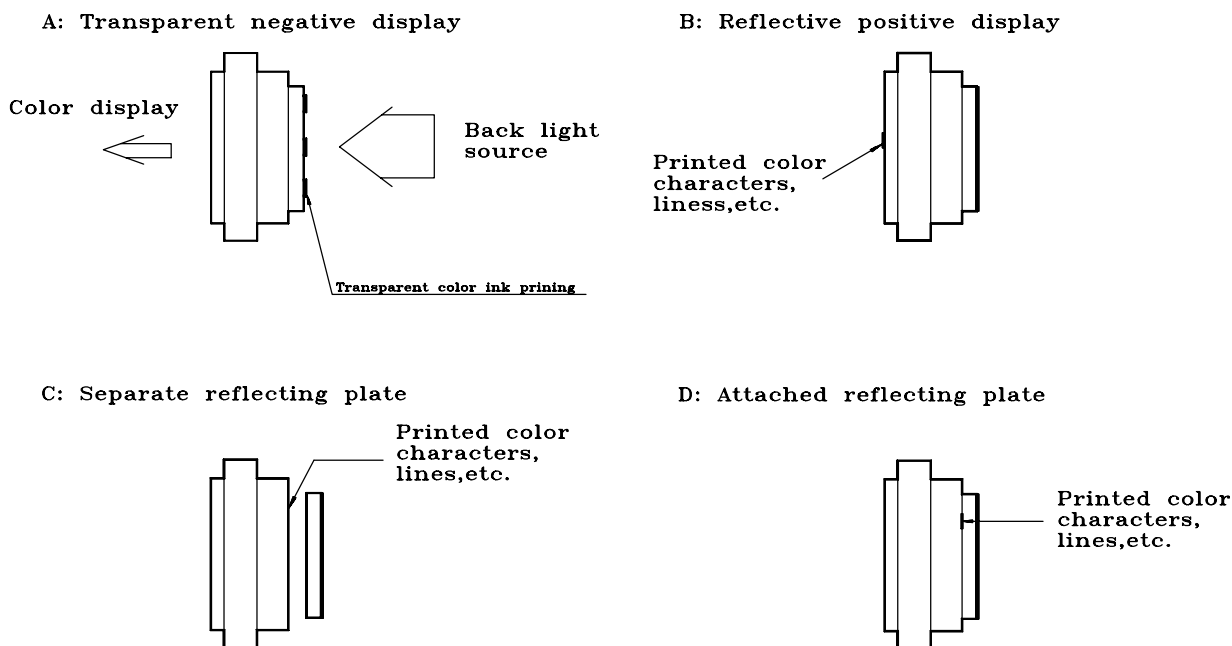 A: Transparent negative display
B: Reflective positive display
Color display
Back light
source
Printed color
characters,
liness,etc.
Transparent color ink prining
C: Separate reflecting plate
D: Attached reflecting plate
Printed color
characters,
lines,etc.
Printed color
characters,
lines,etc.